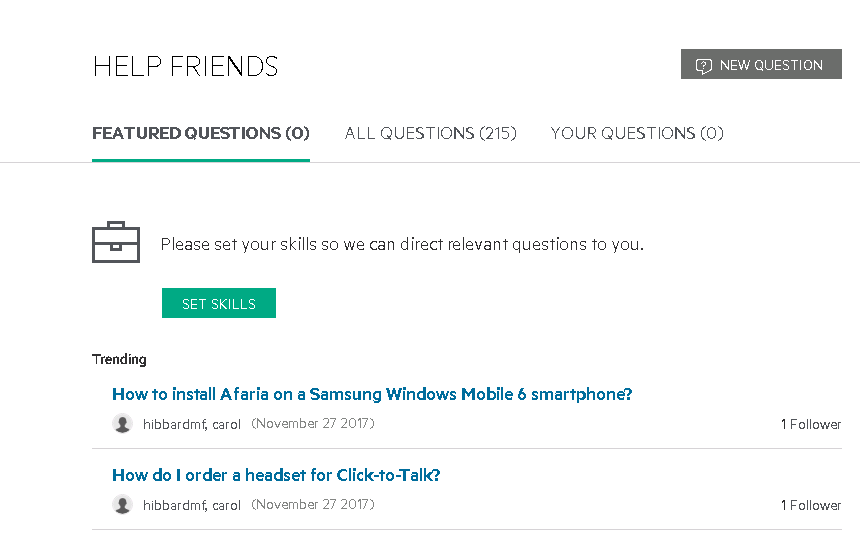 HELP FRIENDS
NEW QUESTION
FEATURED QUESTIONS (0) ALL QUESTIONS (215) YOUR QUESTIONS (0)
Please set your skills so we can direct relevant questions to you.
SET SKILLS
Trending
How to install Afaria on a Samsung Windows Mobile 6 smartphone?
hibbardmf, carol (November 27 2017) 1 Follower
How do I order a headset for Click-to-Talk?
hibbardmf, carol (November 27 2017) 1 Follower